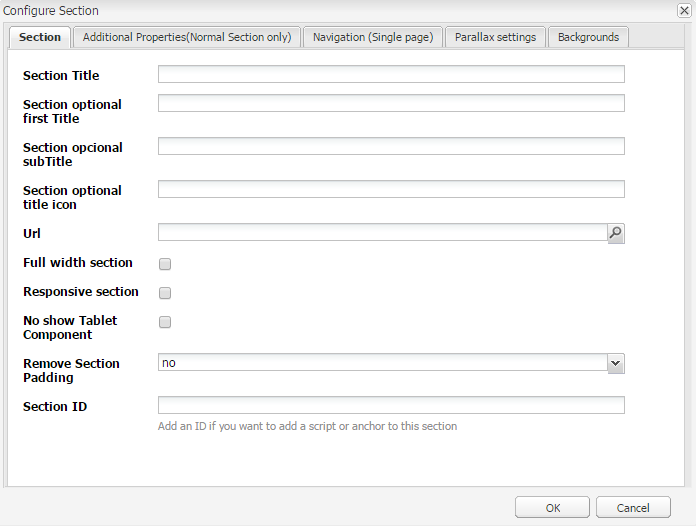 Configure Section
Section
Additional Properties(Normal Section only)
Navigation (Single page)
Parallax settings
Backgrounds
Section Title
Section optional
first Title
Section opcional
subTitle
Section optional
title icon
Url
Full width section
Responsive section
No show Tablet
Component
Remove Section
Padding
no
Section ID
Add an ID if you want to add a script or anchor to this section
OK
Cancel